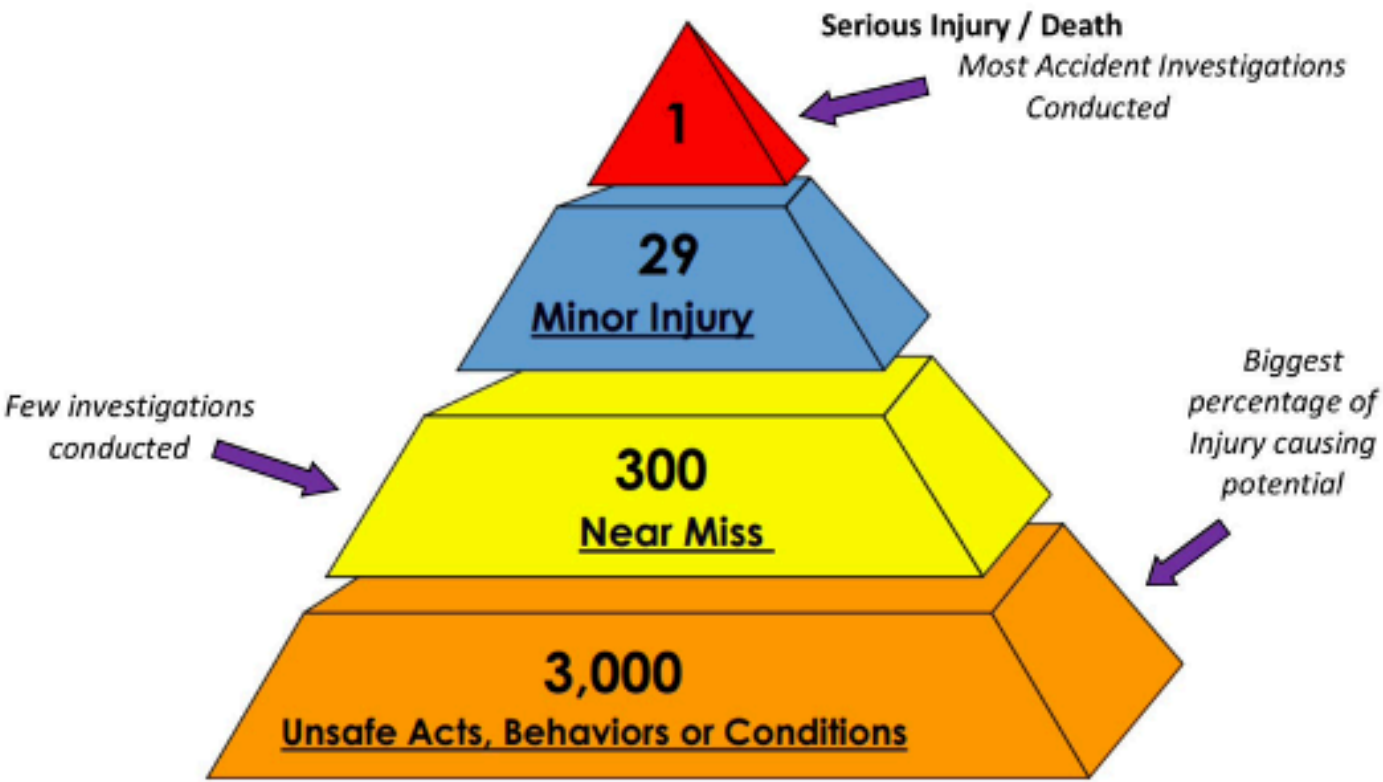 Serious Injury / Death
Most Accident Investigations
Conducted
1
29
Minor Injury
Few investigations
conducted
Biggest
percentage of
Injury causing
potential
300
Near Miss
3,000
Unsafe Acts, Behaviors or Conditions